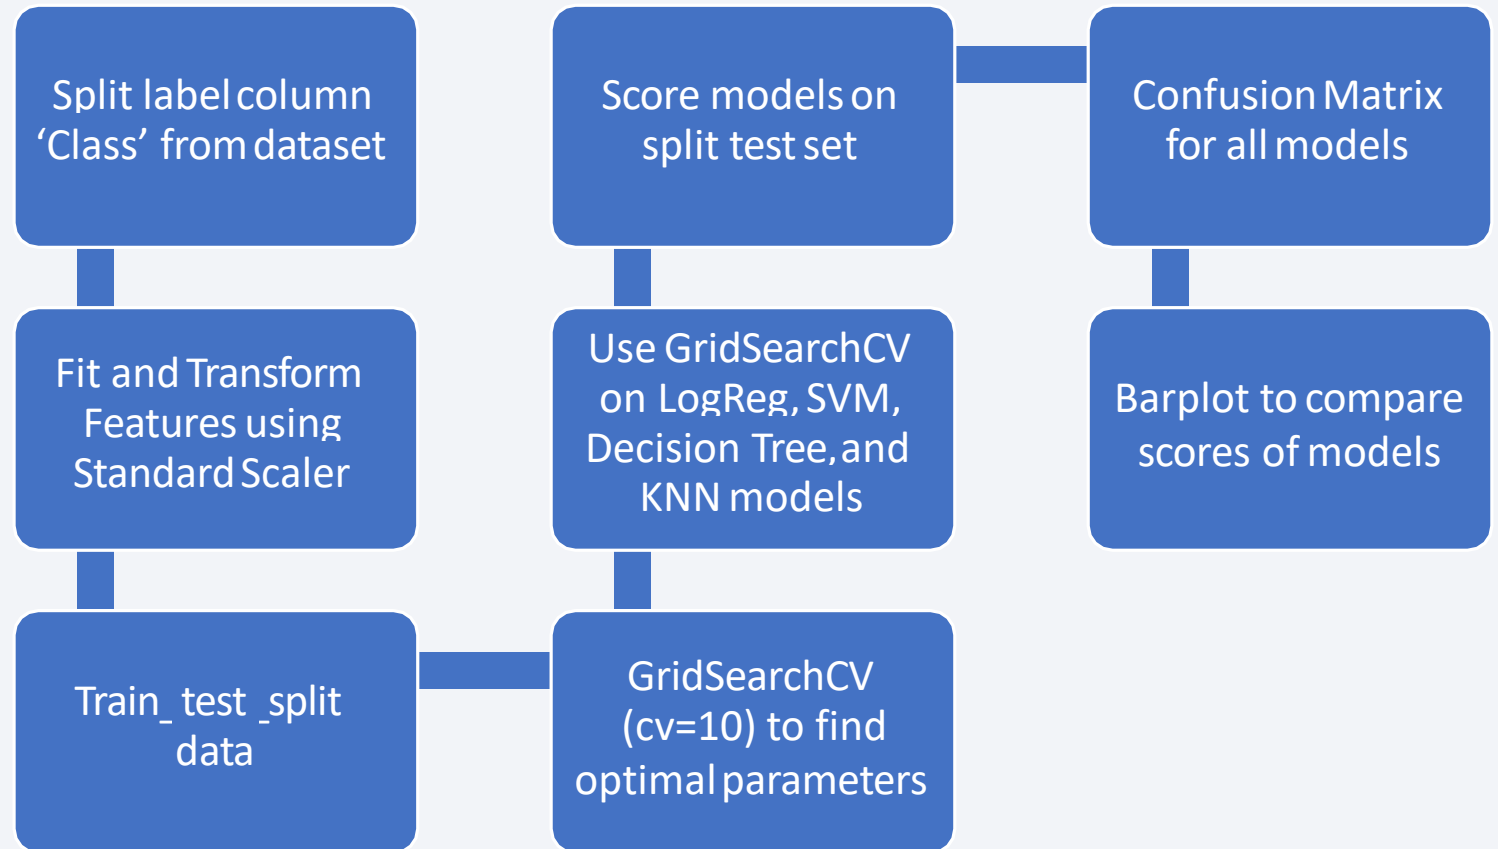 Split label column
‘Class’ from dataset
Fit and Transform
Features using
Standard Scaler
Train_ test _split
data
GridSearchCV
(cv=10) to find
optimal parameters
Use GridSearchCV
on LogReg, SVM,
Decision Tree, and
KNN models
Score models on
split test set
Confusion Matrix
for all models
Barplot to compare
scores of models